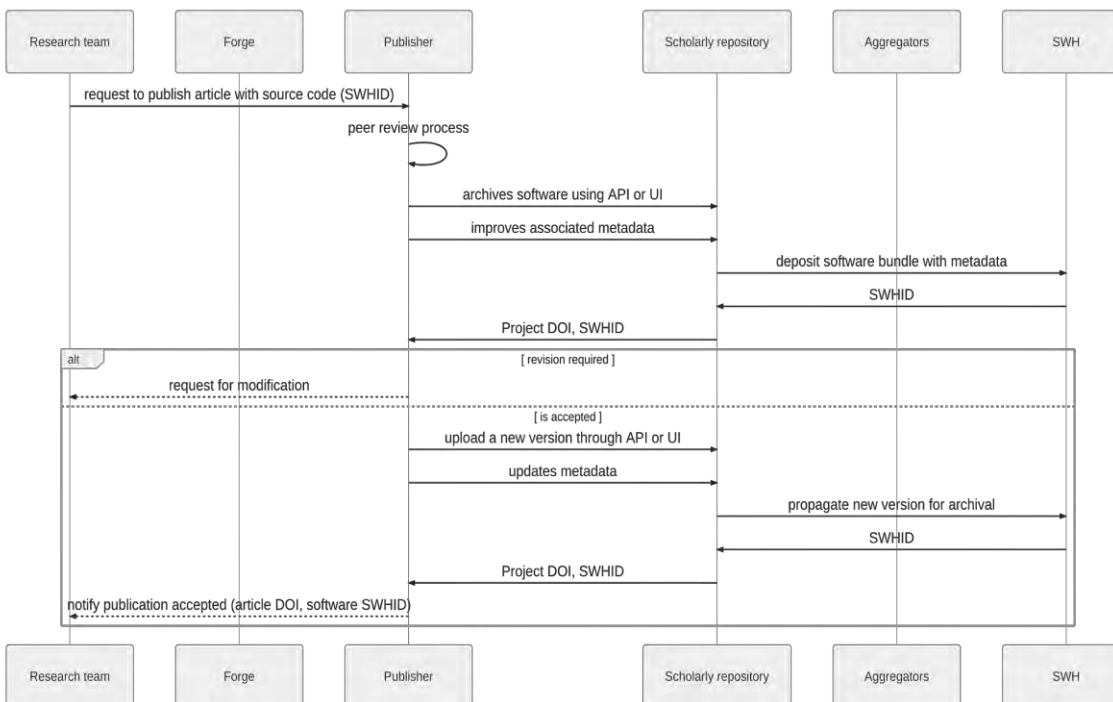 Research team
Forge
Publisher
Scholarly repository
Aggregators
SWH
request to publish article with source code (SWHID)
peer review process
archives software using API or UI
improves associated metadata
deposit software bundle with metadata
SWHID
Project DOI, SWHID
alt
[ revision required ]
request for modification
[ is accepted ]
upload a new version through API or UI
updates metadata
propagate new version for archival
SWHID
Project DOI, SWHID
notify publication accepted (article DOI, software SWHID)
Research team
Forge
Publisher
Scholarly repository
Aggregators
SWH